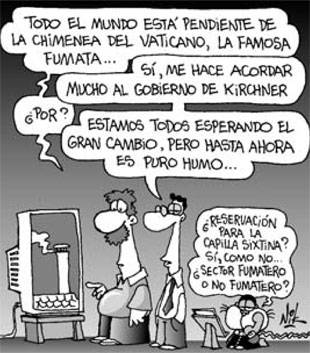 TODO EL MUNDO ESTÁ PENDIENTE DE
LA CHIMENEA DEL VATICANO, LA FAMOSA
FUMATA...
SÍ, ME HACE ACORDAR
MUCHO AL GOBIERNO DE KIRCHNER
¿POR?
ESTAMOS TODOS ESPERANDO EL
GRAN CAMBIO, PERO HASTA AHORA
ES PURO HUMO...
¿RESERVACIÓN
PARA LA
CAPILLA SIXTINA?
SÍ, CÓMO NO...
¿SECTOR FUMATERO
O NO FUMATERO?
NIK